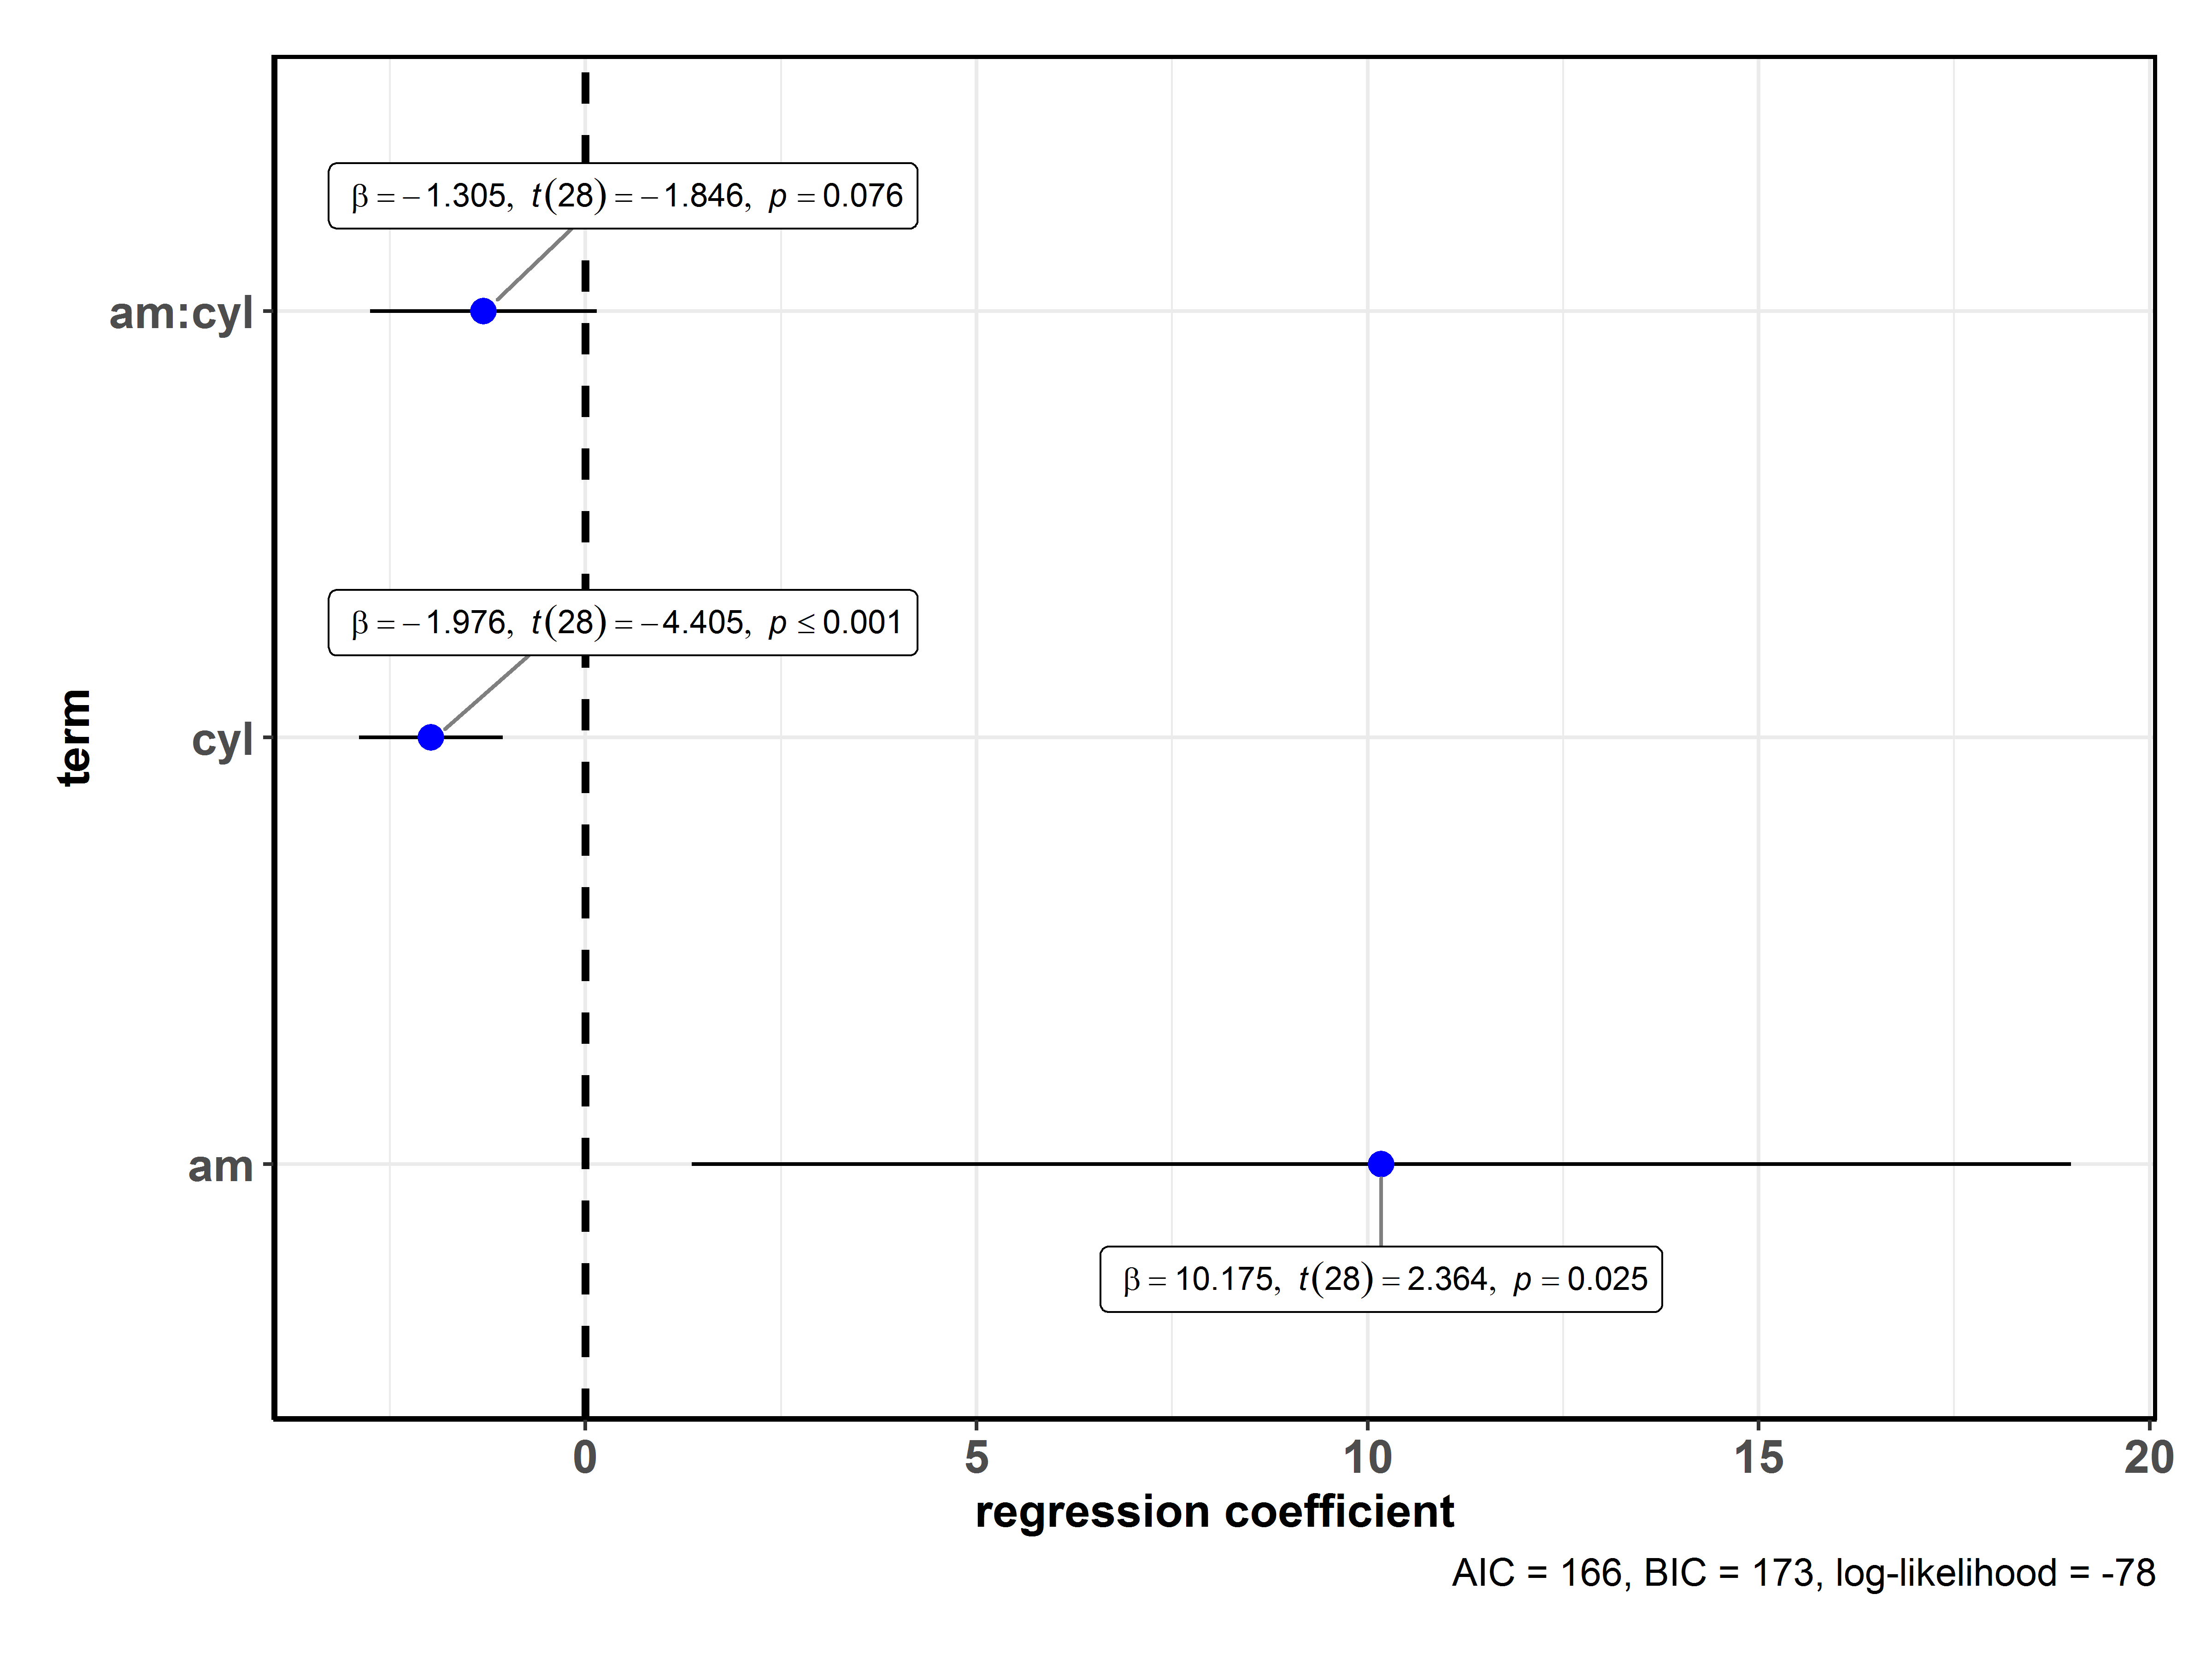 β = −1.305, t(28) = −1.846, p = 0.076
am:cyl
β = −1.976, t(28) = −4.405, p ≤ 0.001
cyl
term
am
β = 10.175, t(28) = 2.364, p = 0.025
0 5 10 15 20
regression coefficient
AIC = 166, BIC = 173, log-likelihood = -78